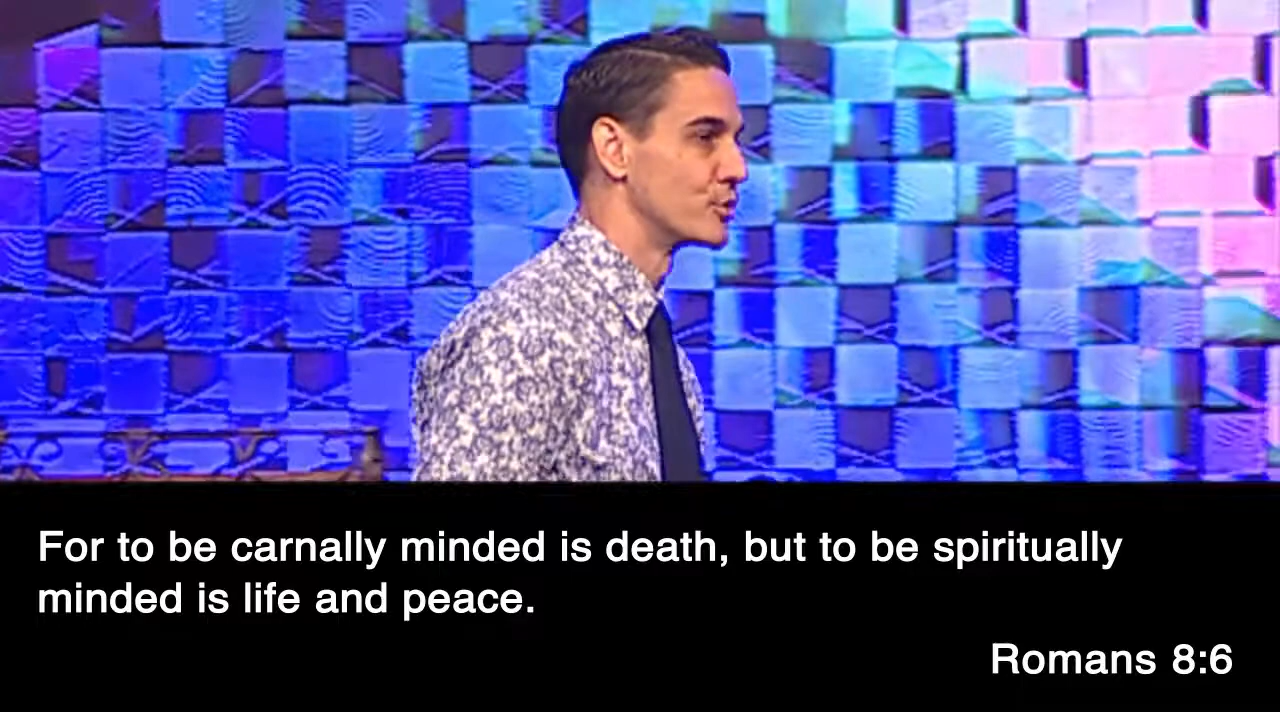 For to be carnally minded is death, but to be spiritually
minded is life and peace.
Romans 8:6